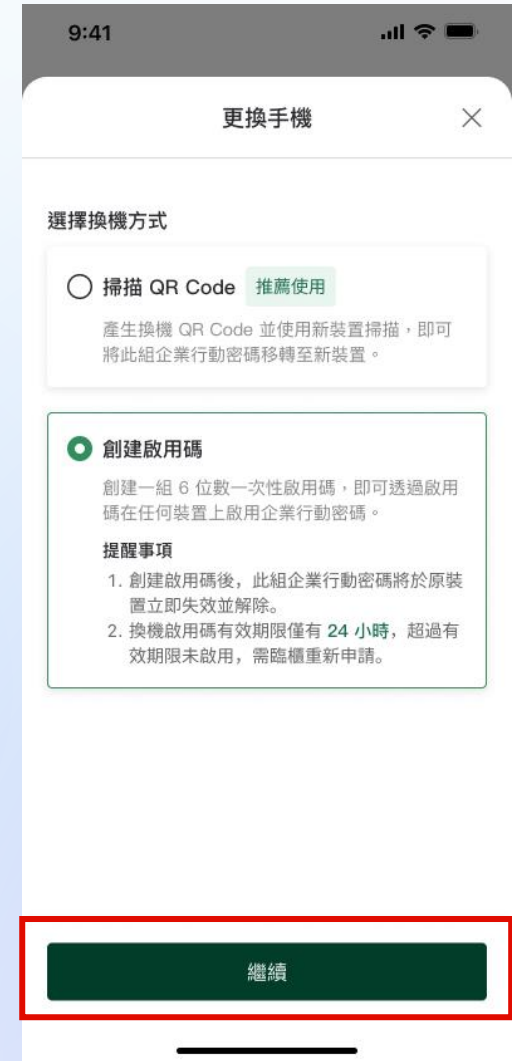 9:41
更換手機
選擇換機方式
掃描 QR Code 推薦使用
產生換機 QR Code 並使用新裝置掃描，即可
將此組企業行動密碼移轉至新裝置。
創建啟用碼
創建一組 6 位數一次性啟用碼，即可透過啟用
碼在任何裝置上啟用企業行動密碼。
提醒事項
1. 創建啟用碼後，此組企業行動密碼將於原裝
置立即失效並解除。
2. 換機啟用碼有效期限僅有 24 小時，超過有
效期限未啟用，需臨櫃重新申請。
繼續